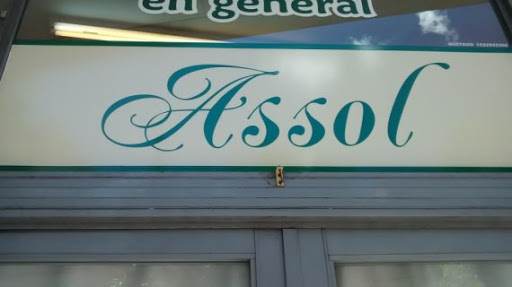 en general
Assol